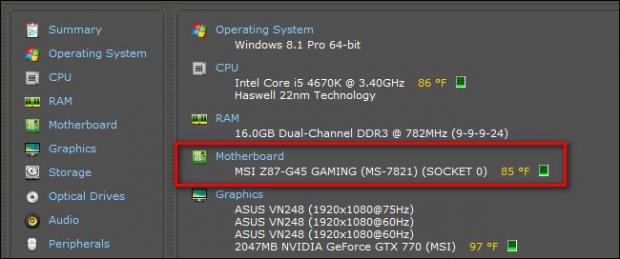 Summary
Operating System
CPU
RAM
Motherboard
Graphics
Storage
Optical Drives
Audio
Peripherals
Operating System
Windows 8.1 Pro 64-bit
CPU
Intel Core i5 4670K @ 3.40GHz 86 °F
Haswell 22nm Technology
RAM
16.0GB Dual-Channel DDR3 @ 782MHz (9-9-9-24)
Motherboard
MSI Z87-G45 GAMING (MS-7821) (SOCKET 0) 85 °F
Graphics
ASUS VN248 (1920x1080@75Hz)
ASUS VN248 (1920x1080@60Hz)
ASUS VN248 (1920x1080@60Hz)
2047MB NVIDIA GeForce GTX 770 (MSI) 97 °F